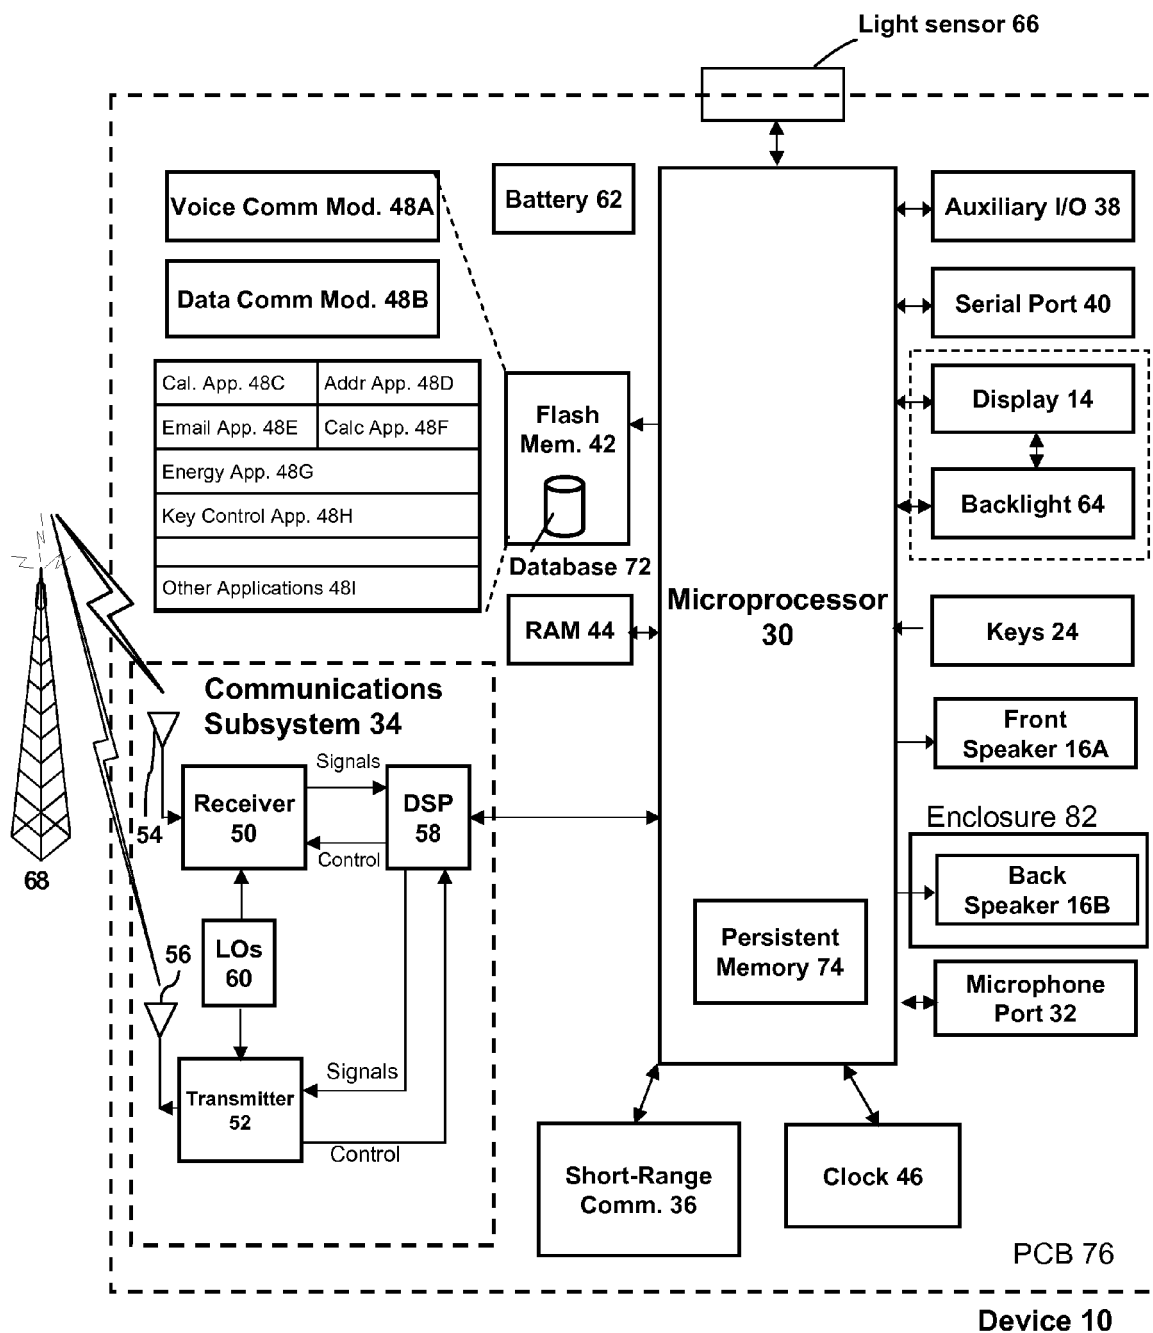 Light sensor 66
Voice Comm Mod. 48A
Battery 62
Auxiliary I/O 38
Data Comm Mod. 48B
Serial Port 40
Cal. App. 48C
Addr App. 48D
Email App. 48E
Calc App. 48F
Energy App. 48G
Key Control App. 48H
Other Applications 48I
Flash
Mem. 42
Database 72
Display 14
Backlight 64
RAM 44
Microprocessor
30
Keys 24
Communications
Subsystem 34
Front
Speaker 16A
Signals
Receiver
50
DSP
58
Control
54
68
Enclosure 82
Back
Speaker 16B
56
LOs
60
Persistent
Memory 74
Microphone
Port 32
Signals
Transmitter
52
Control
Short-Range
Comm. 36
Clock 46
PCB 76
Device 10